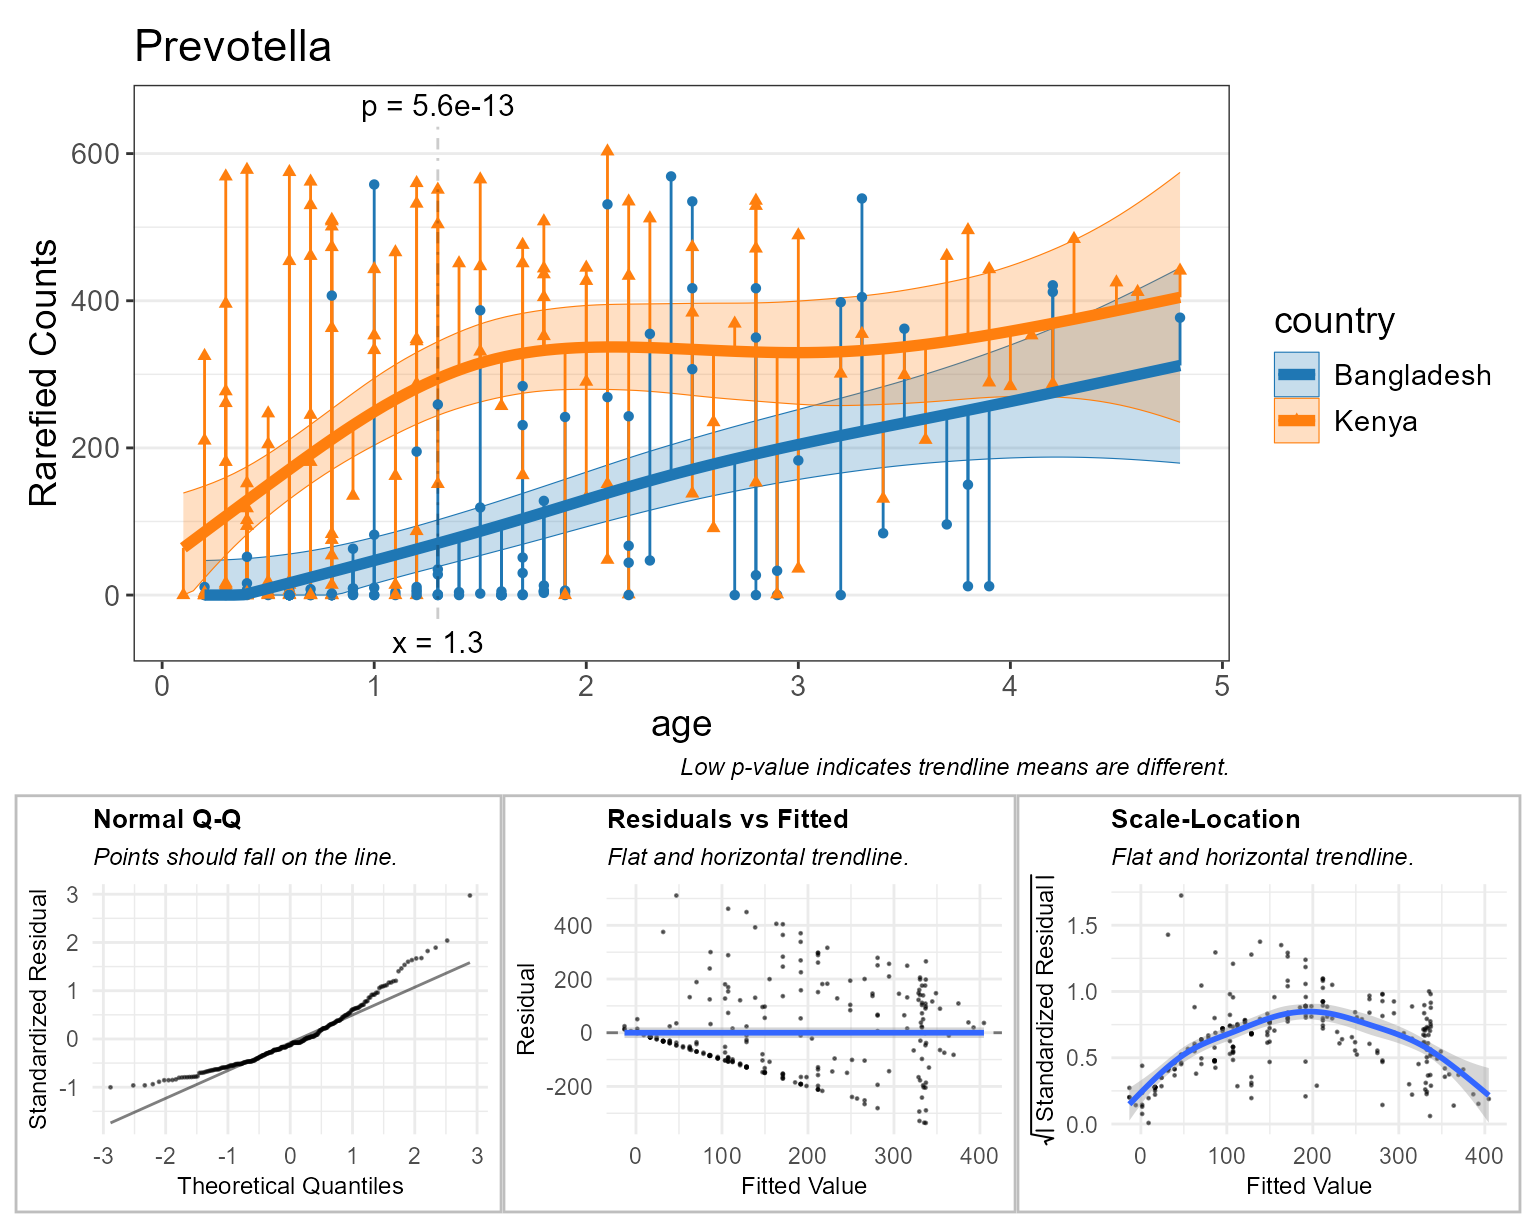 Prevotella
p = 5.6e-13
600
400
200
0
Rarefied Counts
x = 1.3
0 1 2 3 4 5
age
country
Bangladesh
Kenya
Low p-value indicates trendline means are different.
Normal Q-Q
Points should fall on the line.
3
2
1
0
-1
Standardized Residual
-3 -2 -1 0 1 2 3
Theoretical Quantiles
Residuals vs Fitted
Flat and horizontal trendline.
400
200
0
-200
Residual
0 100 200 300 400
Fitted Value
Scale-Location
Flat and horizontal trendline.
1.5
1.0
0.5
0.0
√| Standardized Residual |
0 100 200 300 400
Fitted Value